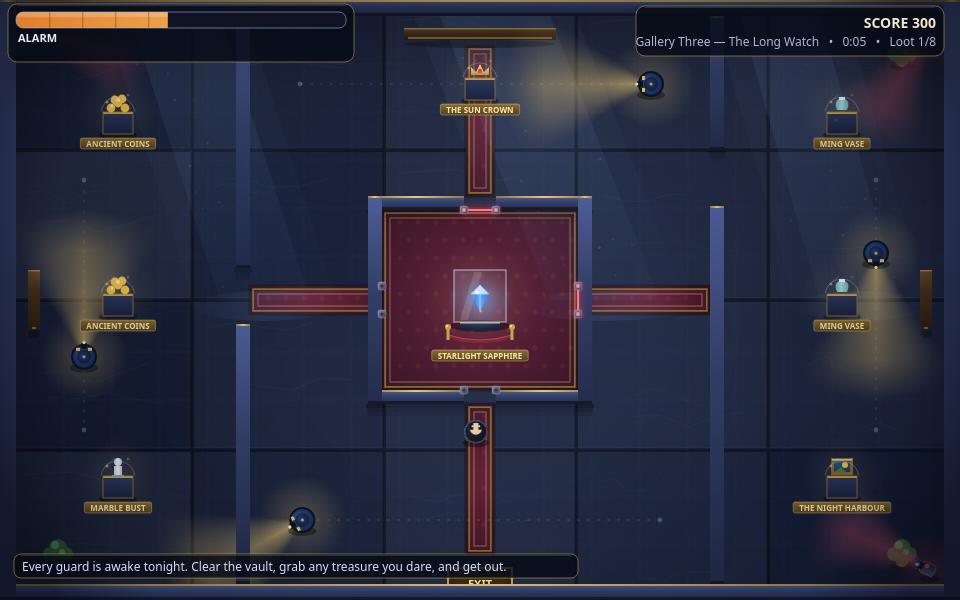 ALARM
SCORE 300
Gallery Three — The Long Watch • 0:05 • Loot 1/8
THE SUN CROWN
ANCIENT COINS
MING VASE
ANCIENT COINS
MING VASE
STARLIGHT SAPPHIRE
MARBLE BUST
THE NIGHT HARBOUR
Every guard is awake tonight. Clear the vault, grab any treasure you dare, and get out.
EXIT